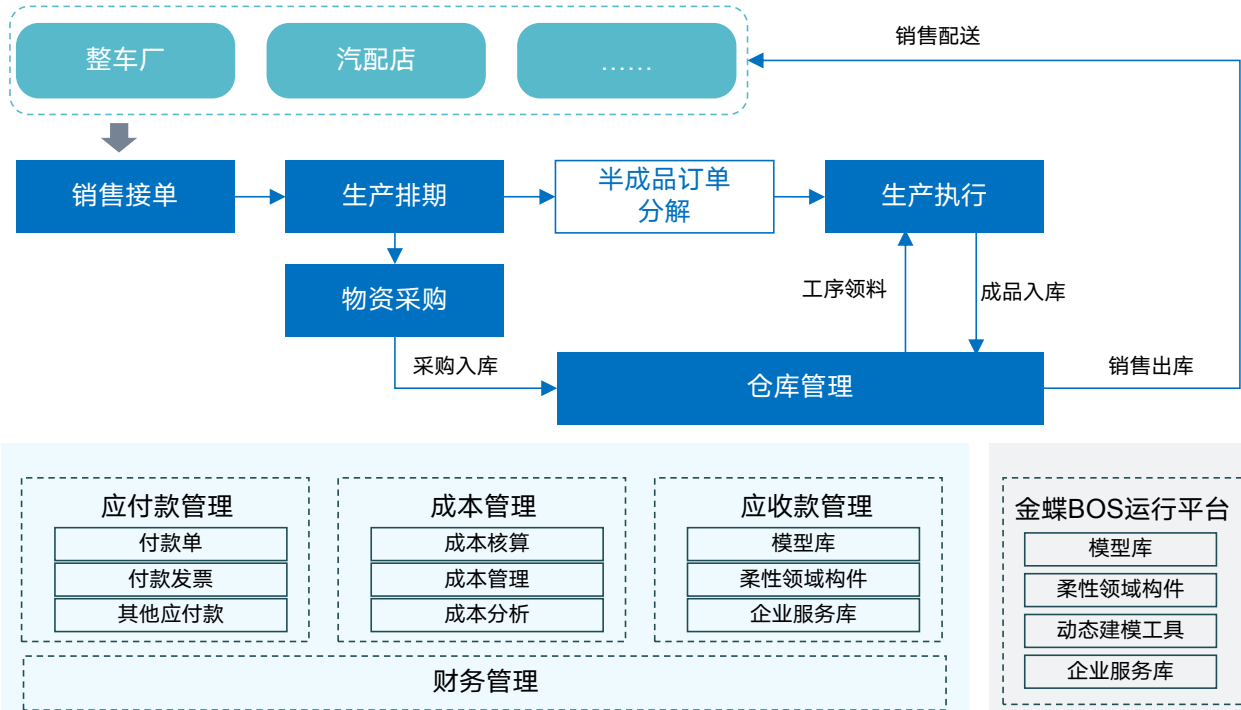 整车厂
汽配店
……
销售配送
销售接单
生产排期
半成品订单
分解
生产执行
物资采购
工序领料
成品入库
采购入库
仓库管理
销售出库
应付款管理
付款单
付款发票
其他应付款
成本管理
成本核算
成本管理
成本分析
应收款管理
模型库
柔性领域构件
企业服务库
财务管理
金蝶BOS运行平台
模型库
柔性领域构件
动态建模工具
企业服务库